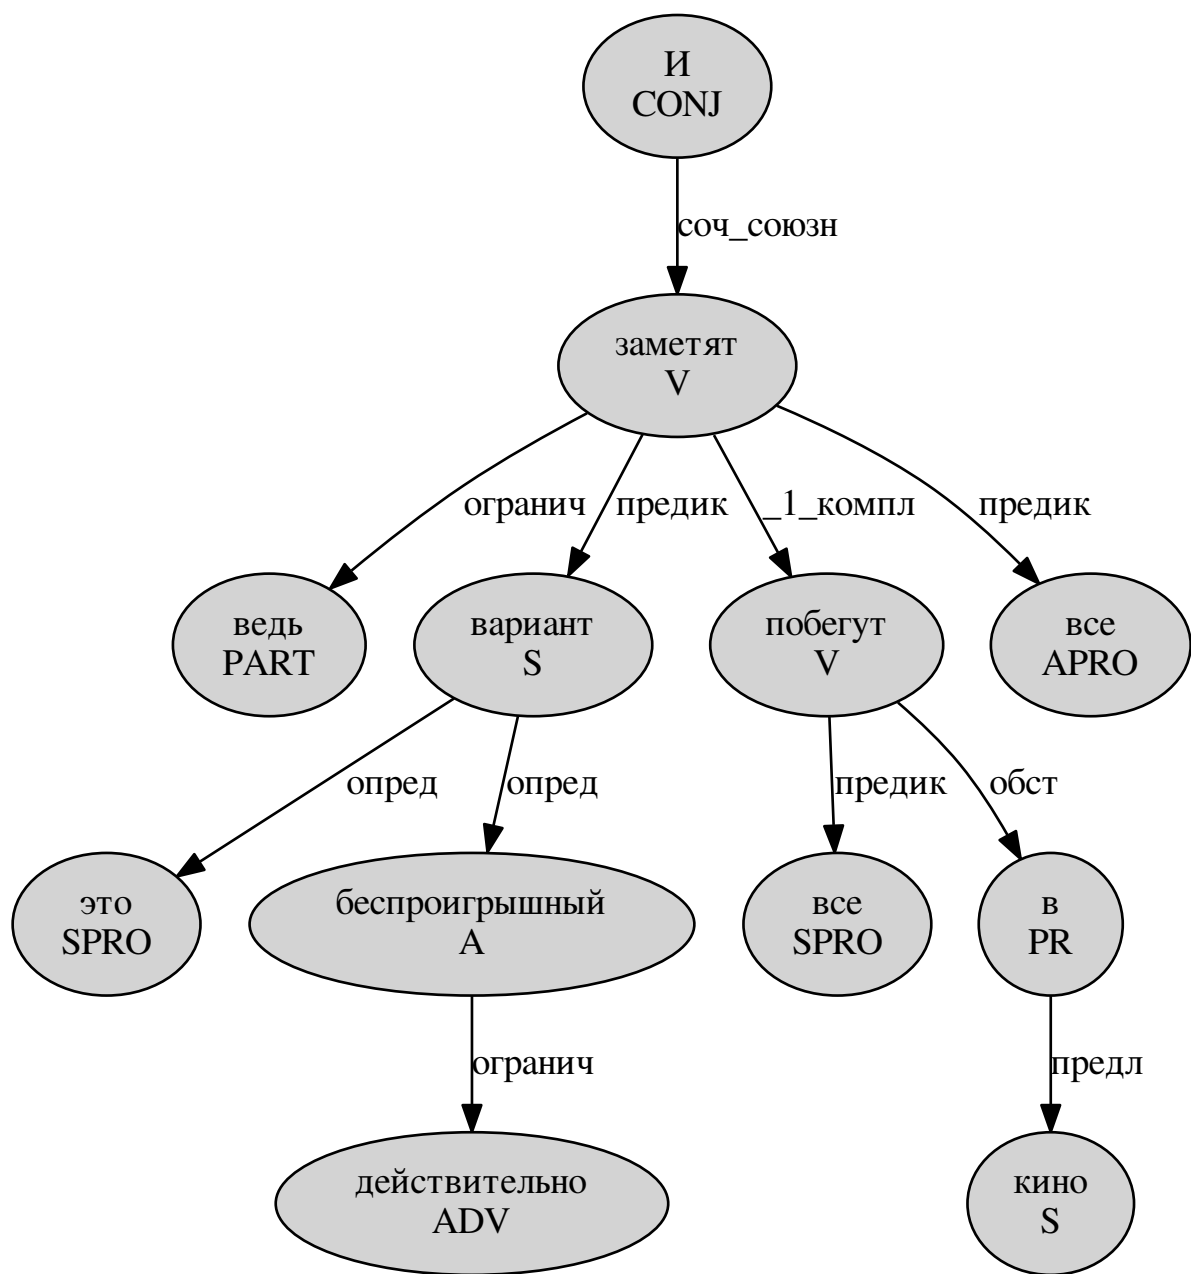 И
CONJ
соч_союзн
заметят
V
огранич
предик
_1_компл
предик
ведь
PART
вариант
S
побегут
V
все
APRO
опред
опред
предик
обст
это
SPRO
беспроигрышный
A
все
SPRO
в
PR
огранич
предл
действительно
ADV
кино
S